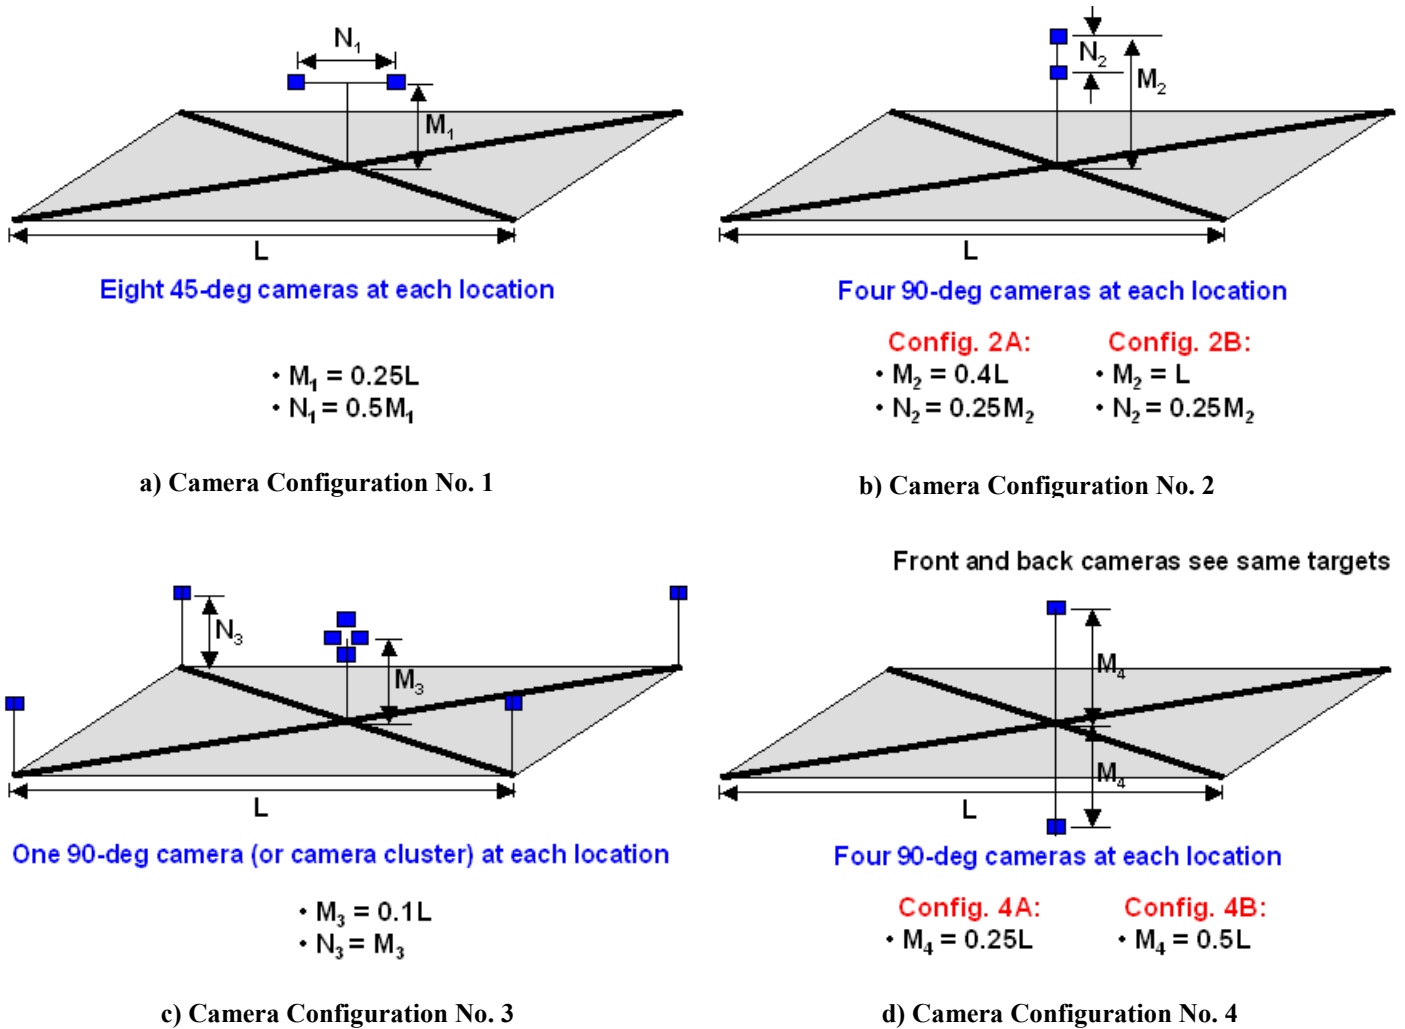 N₁
M₁
L
Eight 45-deg cameras at each location
• M₁ = 0.25L
• N₁ = 0.5M₁
a) Camera Configuration No. 1
N₂
M₂
L
Four 90-deg cameras at each location
Config. 2A:
• M₂ = 0.4L
• N₂ = 0.25M₂
Config. 2B:
• M₂ = L
• N₂ = 0.25M₂
b) Camera Configuration No. 2
N₃
M₃
L
One 90-deg camera (or camera cluster) at each location
• M₃ = 0.1L
• N₃ = M₃
c) Camera Configuration No. 3
Front and back cameras see same targets
M₄
M₄
L
Four 90-deg cameras at each location
Config. 4A:
• M₄ = 0.25L
Config. 4B:
• M₄ = 0.5L
d) Camera Configuration No. 4